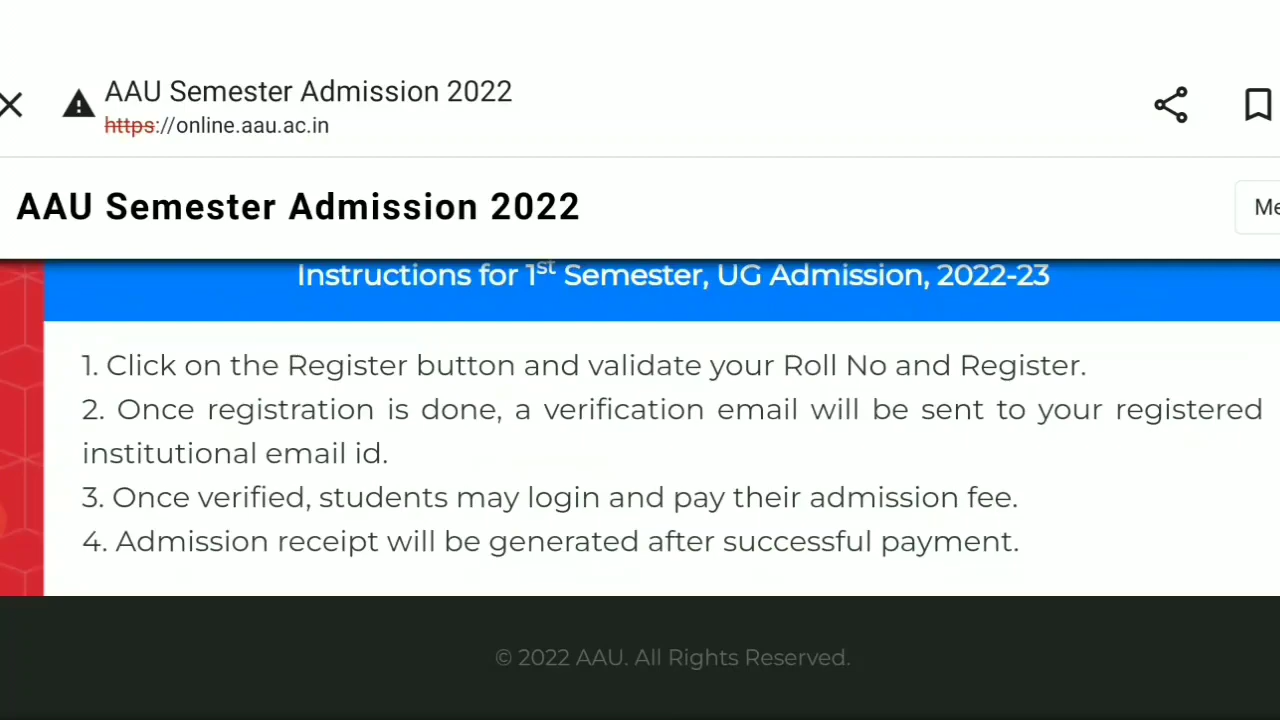 AAU Semester Admission 2022
https://online.aau.ac.in
AAU Semester Admission 2022
Me
Instructions for 1st Semester, UG Admission, 2022-23
1. Click on the Register button and validate your Roll No and Register.
2. Once registration is done, a verification email will be sent to your registered
institutional email id.
3. Once verified, students may login and pay their admission fee.
4. Admission receipt will be generated after successful payment.
© 2022 AAU. All Rights Reserved.